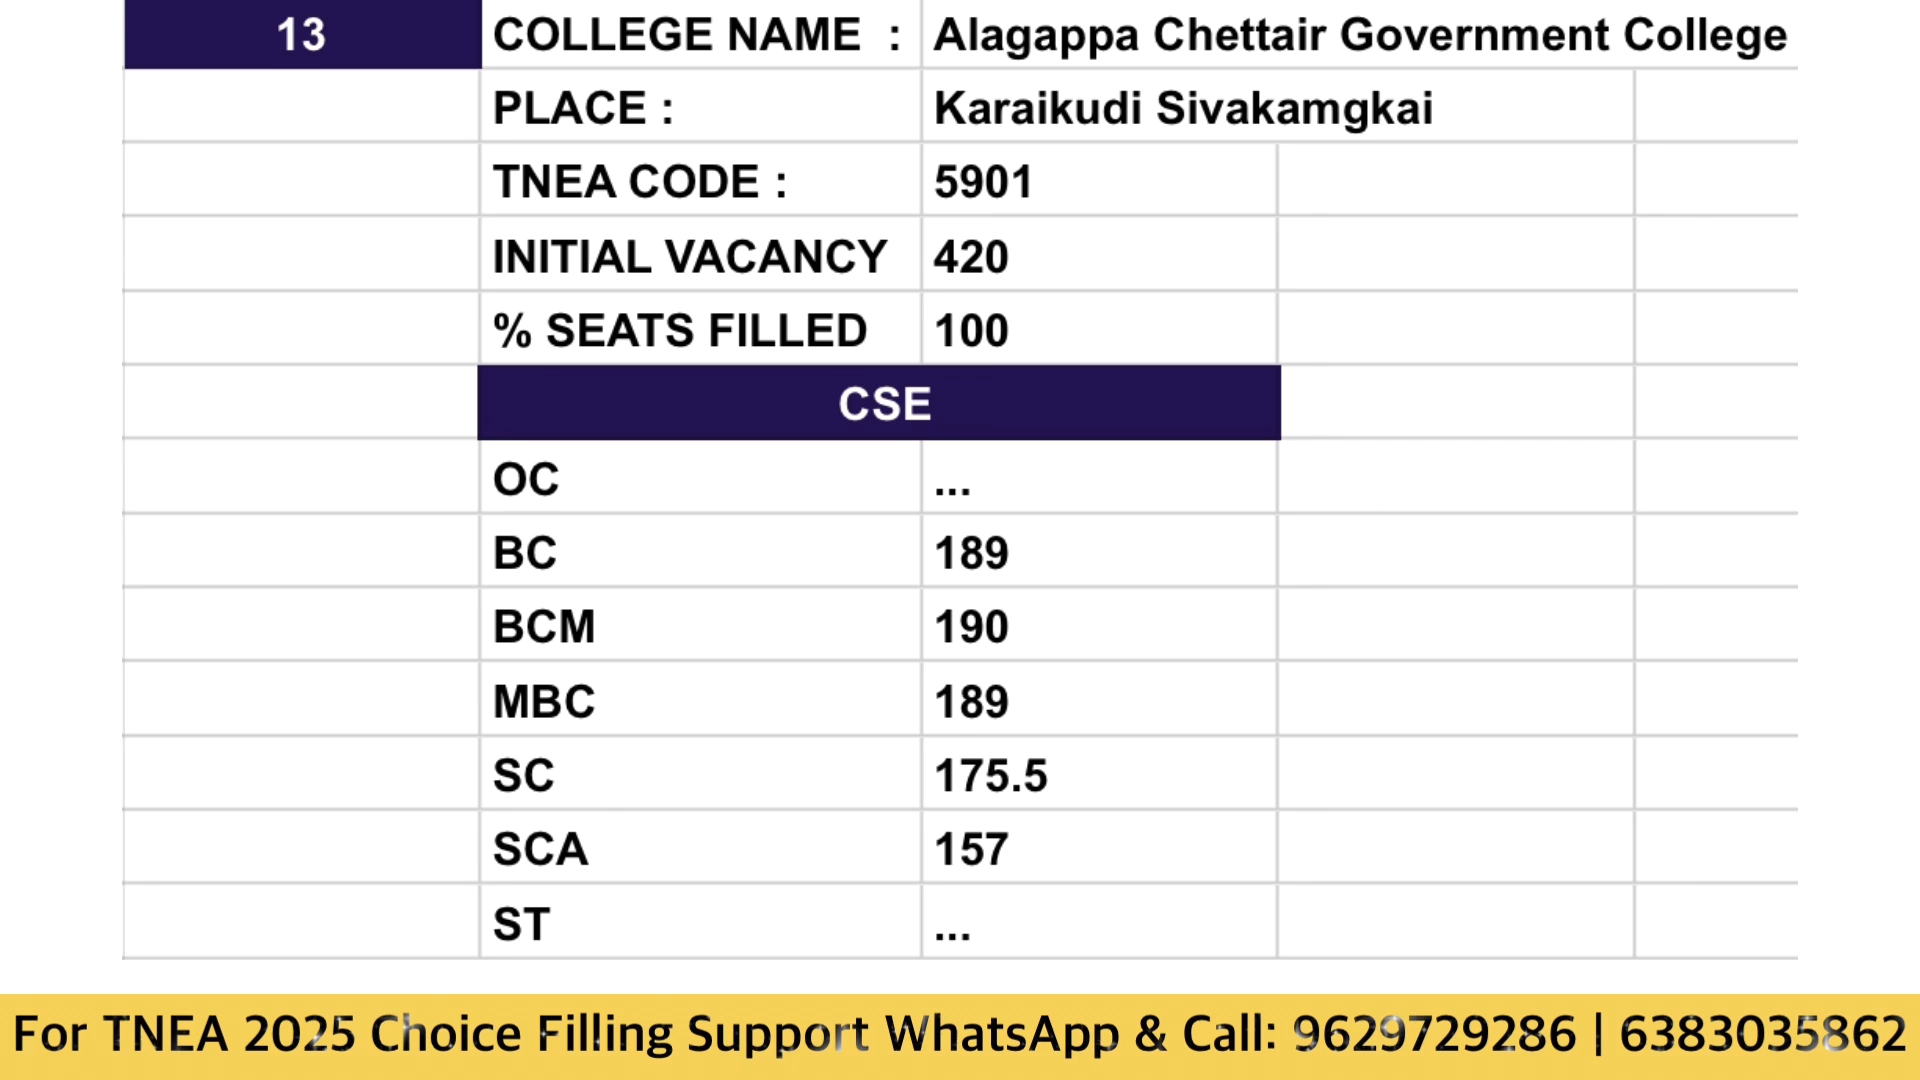 13 COLLEGE NAME : Alagappa Chettair Government College
PLACE : Karaikudi Sivakamgkai
TNEA CODE : 5901
INITIAL VACANCY 420
% SEATS FILLED 100
CSE
OC ...
BC 189
BCM 190
MBC 189
SC 175.5
SCA 157
ST ...
For TNEA 2025 Choice Filling Support WhatsApp & Call: 9629729286 | 6383035862